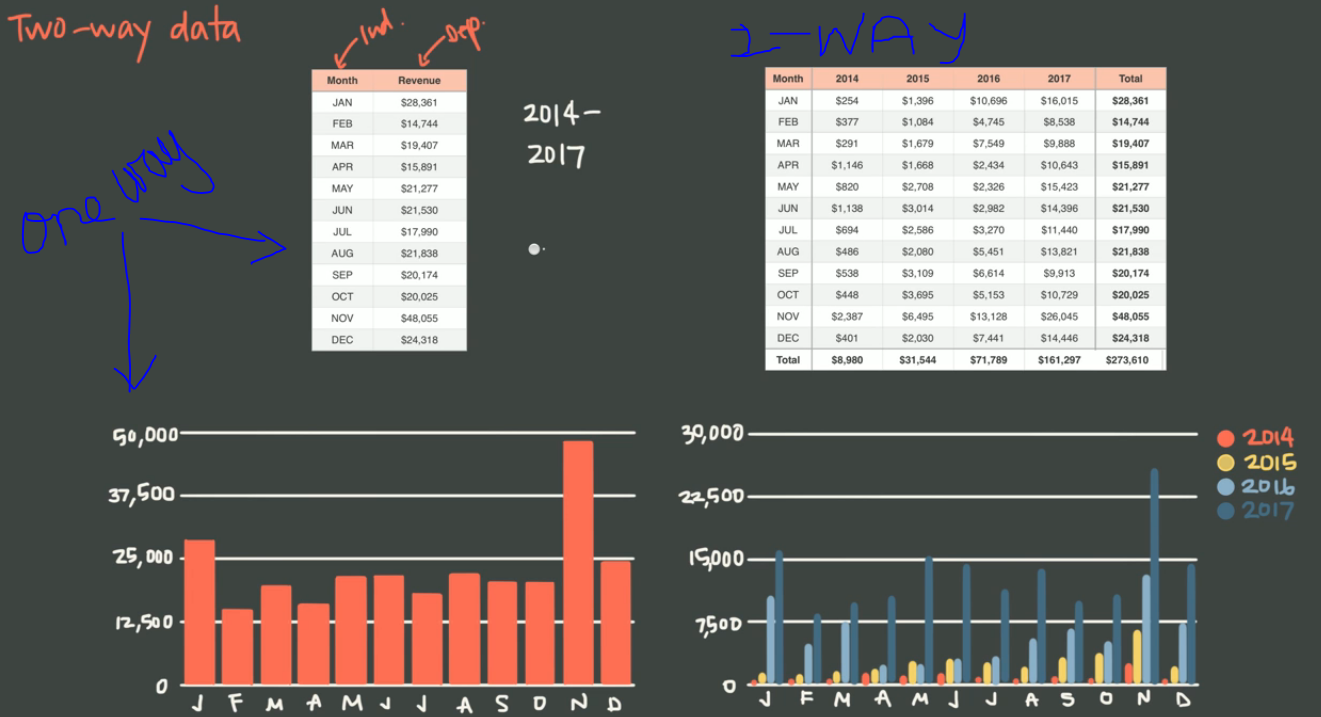 Two-way data
Ind.
Dep.
Month Revenue
JAN $28,361
FEB $14,744
MAR $19,407
APR $15,891
MAY $21,277
JUN $21,530
JUL $17,990
AUG $21,838
SEP $20,174
OCT $20,025
NOV $48,055
DEC $24,318
2014-
2017
one way
2-WAY
Month 2014 2015 2016 2017 Total
JAN $254 $1,396 $10,696 $16,015 $28,361
FEB $377 $1,084 $4,745 $8,538 $14,744
MAR $291 $1,679 $7,549 $9,888 $19,407
APR $1,146 $1,668 $2,434 $10,643 $15,891
MAY $820 $2,708 $2,326 $15,423 $21,277
JUN $1,138 $3,014 $2,982 $14,396 $21,530
JUL $694 $2,586 $3,270 $11,440 $17,990
AUG $486 $2,080 $5,451 $13,821 $21,838
SEP $538 $3,109 $6,614 $9,913 $20,174
OCT $448 $3,695 $5,153 $10,729 $20,025
NOV $2,387 $6,495 $13,128 $26,045 $48,055
DEC $401 $2,030 $7,441 $14,446 $24,318
Total $8,980 $31,544 $71,789 $161,297 $273,610
50,000
37,500
25,000
12,500
0
J F M A M J J A S O N D
30,000
22,500
15,000
7,500
0
J F M A M J J A S O N D
2014
2015
2016
2017